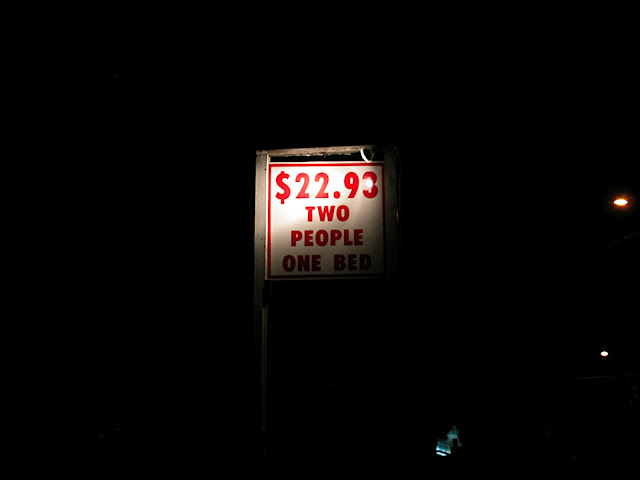 $22.93
TWO
PEOPLE
ONE BED